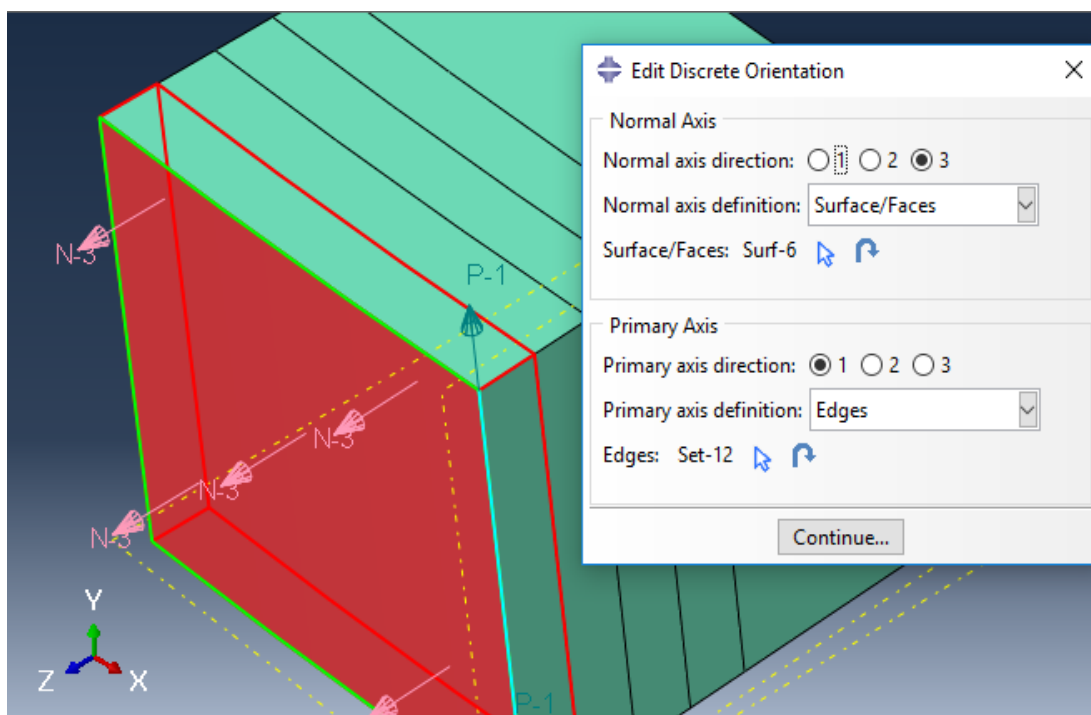 Edit Discrete Orientation
Normal Axis
Normal axis direction: 1 2 3
Normal axis definition: Surface/Faces
Surface/Faces: Surf-6
Primary Axis
Primary axis direction: 1 2 3
Primary axis definition: Edges
Edges: Set-12
Continue...
N-3
P-1
N-3
N-3
N-3
P-1
Y
Z
X